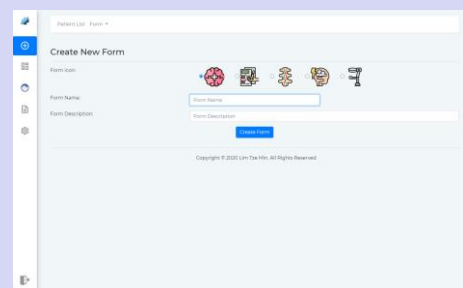 Patient List Form
Create New Form
Form Icon:
Form Name:
Form Name
Form Description:
Form Description
Create Form
Copyright © 2020 Lim Tze Min. All Rights Reserved